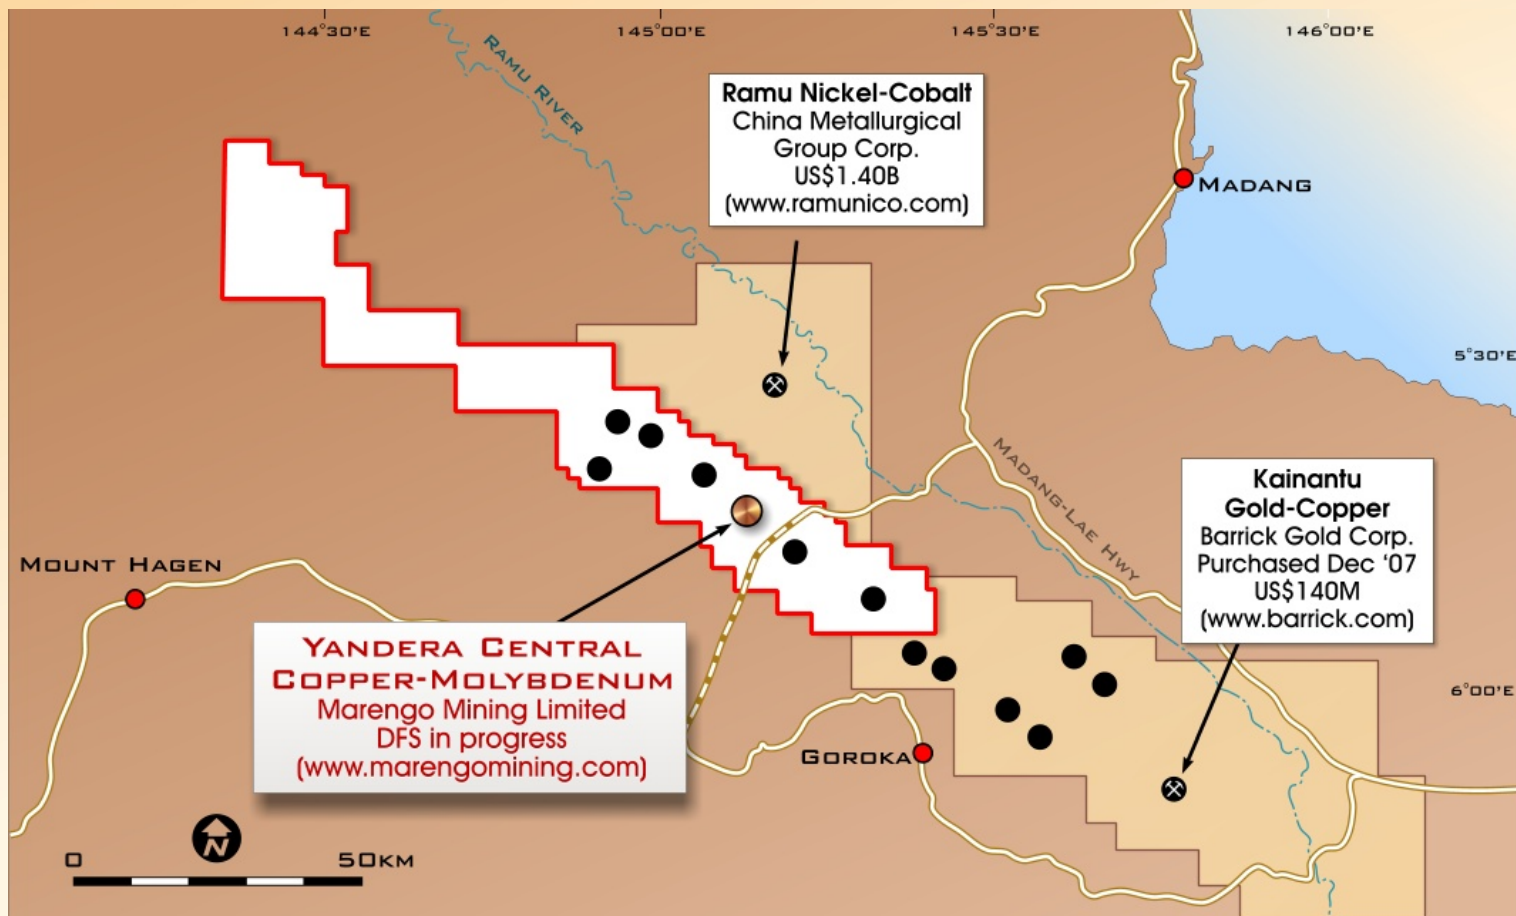 144°30'E
145°00'E
145°30'E
146°00'E
RAMU RIVER
Ramu Nickel-Cobalt
China Metallurgical
Group Corp.
US$1.40B
(www.ramunico.com)
MADANG
5°30'E
MADANG-LAE HWY
Kainantu
Gold-Copper
Barrick Gold Corp.
Purchased Dec '07
US$140M
(www.barrick.com)
MOUNT HAGEN
YANDERA CENTRAL
COPPER-MOLYBDENUM
Marengo Mining Limited
DFS in progress
(www.marengomining.com)
6°00'E
GOROKA
N
0 50KM